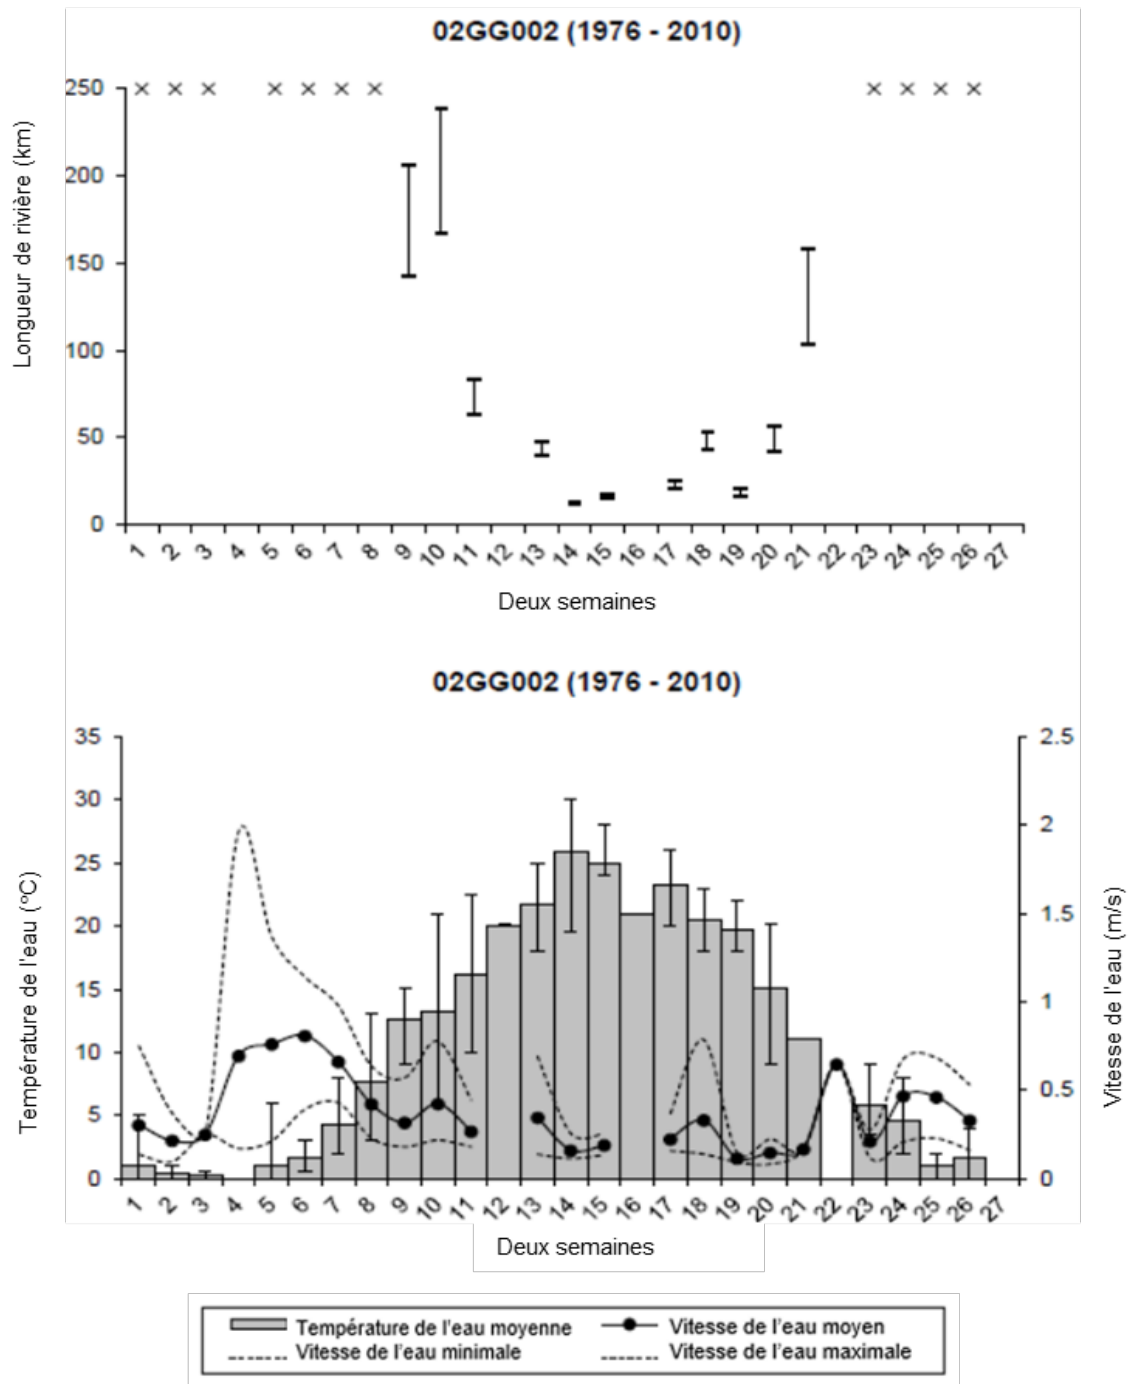 02GG002 (1976 - 2010)
Longueur de rivière (km)
250
200
150
100
50
0
1 2 3 4 5 6 7 8 9 10 11 12 13 14 15 16 17 18 19 20 21 22 23 24 25 26 27
Deux semaines
02GG002 (1976 - 2010)
Température de l'eau (°C)
35
30
25
20
15
10
5
0
2.5
2
1.5
1
0.5
0
Vitesse de l'eau (m/s)
1 2 3 4 5 6 7 8 9 10 11 12 13 14 15 16 17 18 19 20 21 22 23 24 25 26 27
Deux semaines
Température de l'eau moyenne Vitesse de l'eau moyen
Vitesse de l'eau minimale Vitesse de l'eau maximale